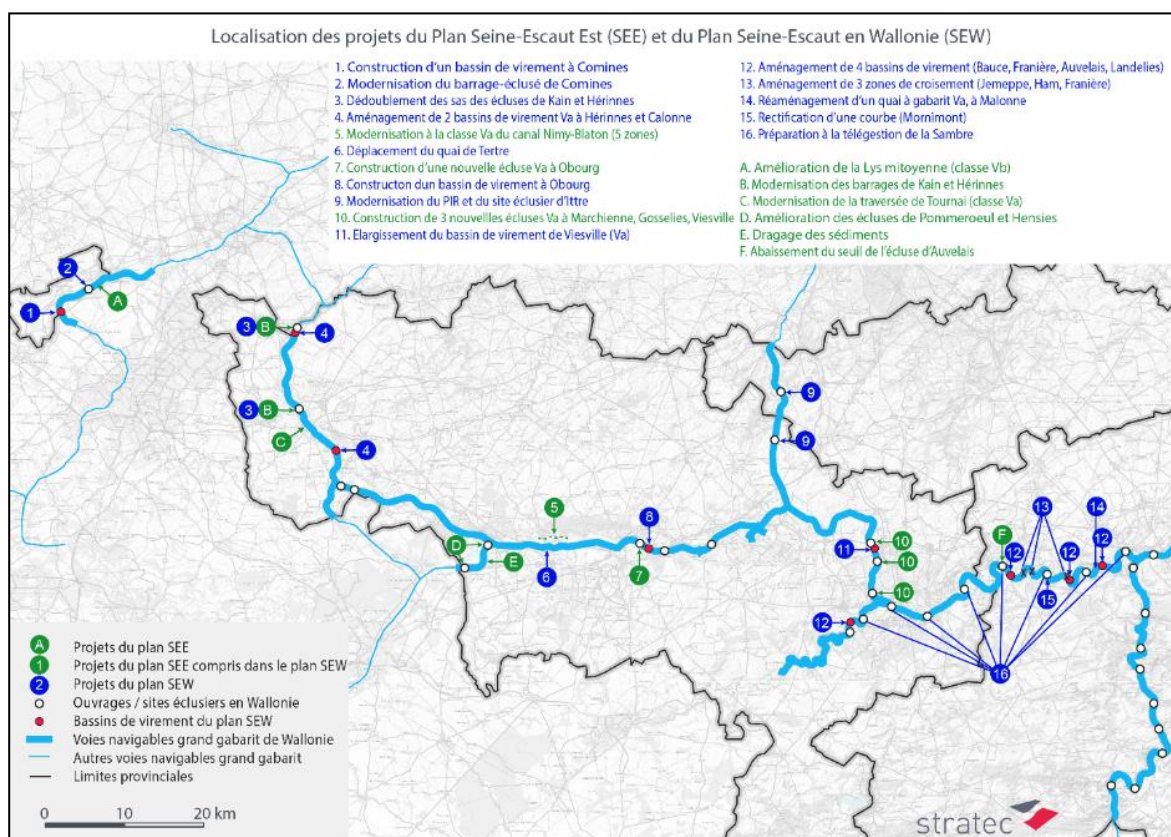 Localisation des projets du Plan Seine-Escaut Est (SEE) et du Plan Seine-Escaut en Wallonie (SEW)
1. Construction d'un bassin de virement à Comines
2. Modernisation du barrage-éclusé de Comines
3. Dédoublement des sas des écluses de Kain et Hérinnes
4. Aménagement de 2 bassins de virement Va à Hérinnes et Calonne
5. Modernisation à la classe Va du canal Nimy-Blaton (5 zones)
6. Déplacement du quai de Tertre
7. Construction d'une nouvelle écluse Va à Obourg
8. Constructon dun bassin de virement à Obourg
9. Modernisation du PIR et du site éclusier d'Ittre
10. Construction de 3 nouvellles écluses Va à Marchienne, Gosselies, Viesville
11. Elargissement du bassin de virement de Viesville (Va)
12. Aménagement de 4 bassins de virement (Bauce, Franière, Auvelais, Landelies)
13. Aménagement de 3 zones de croisement (Jemeppe, Ham, Franière)
14. Réaménagement d'un quai à gabarit Va, à Malonne
15. Rectification d'une courbe (Mornimont)
16. Préparation à la télégestion de la Sambre
A. Amélioration de la Lys mitoyenne (classe Vb)
B. Modernisation des barrages de Kain et Hérinnes
C. Modernisation de la traversée de Tournai (classe Va)
D. Amélioration des écluses de Pommeroeul et Hensies
E. Dragage des sédiments
F. Abaissement du seuil de l'écluse d'Auvelais
2
A
1
3 B 4
3 B
C
4
9
9
5
8
D
E
6
7
11
10
10
10
12
F
12
13
12
14
12
15
16
A Projets du plan SEE
1 Projets du plan SEE compris dans le plan SEW
2 Projets du plan SEW
Ouvrages / sites éclusiers en Wallonie
Bassins de virement du plan SEW
Voies navigables grand gabarit de Wallonie
Autres voies navigables grand gabarit
Limites provinciales
0 10 20 km
stratec